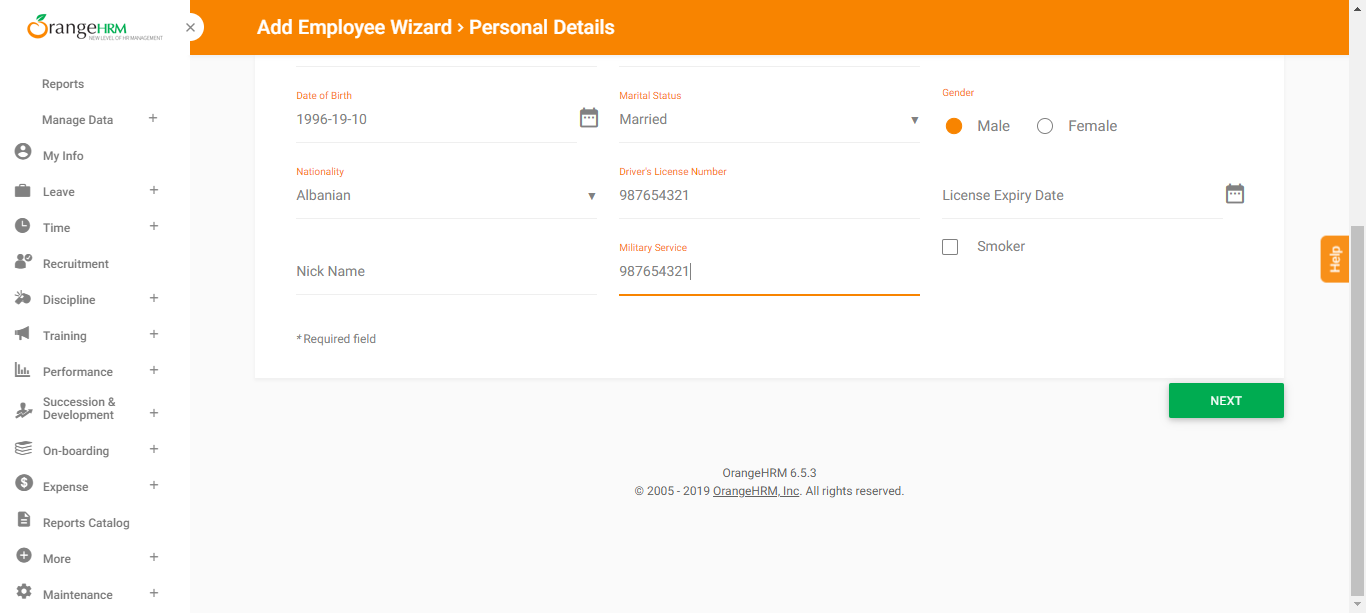 OrangeHRM
NEW LEVEL OF HR MANAGEMENT
Reports
Manage Data +
My Info
Leave +
Time +
Recruitment
Discipline +
Training +
Performance +
Succession &
Development +
On-boarding +
Expense +
Reports Catalog
More +
Maintenance +
Add Employee Wizard > Personal Details
Date of Birth Marital Status Gender
1996-19-10 Married Male Female
Nationality Driver's License Number
Albanian 987654321 License Expiry Date
Military Service Smoker
Nick Name 987654321
* Required field
NEXT
Help
OrangeHRM 6.5.3
© 2005 - 2019 OrangeHRM, Inc. All rights reserved.